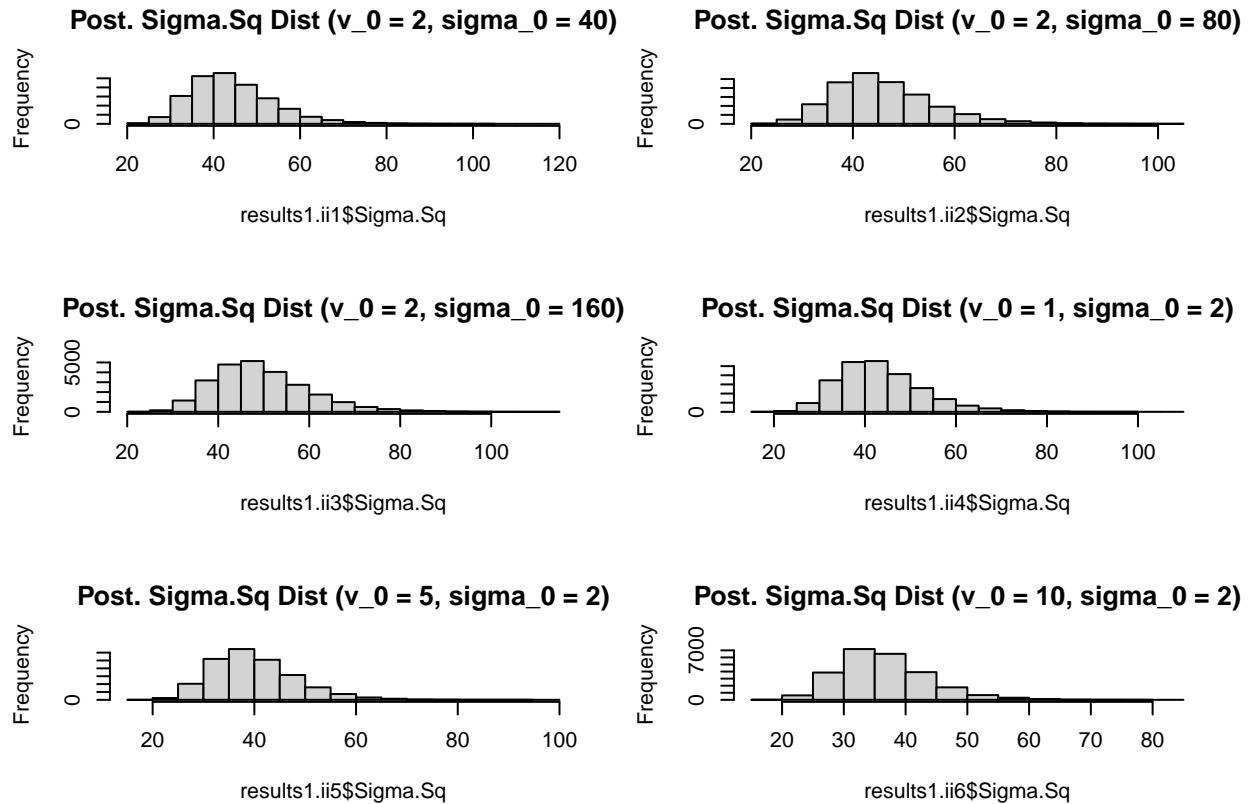 Post. Sigma.Sq Dist (v_0 = 2, sigma_0 = 40)
Frequency
0
20 40 60 80 100 120
results1.ii1$Sigma.Sq
Post. Sigma.Sq Dist (v_0 = 2, sigma_0 = 80)
Frequency
0
20 40 60 80 100
results1.ii2$Sigma.Sq
Post. Sigma.Sq Dist (v_0 = 2, sigma_0 = 160)
Frequency
0 5000
20 40 60 80 100
results1.ii3$Sigma.Sq
Post. Sigma.Sq Dist (v_0 = 1, sigma_0 = 2)
Frequency
0
20 40 60 80 100
results1.ii4$Sigma.Sq
Post. Sigma.Sq Dist (v_0 = 5, sigma_0 = 2)
Frequency
0
20 40 60 80 100
results1.ii5$Sigma.Sq
Post. Sigma.Sq Dist (v_0 = 10, sigma_0 = 2)
Frequency
0 7000
20 30 40 50 60 70 80
results1.ii6$Sigma.Sq